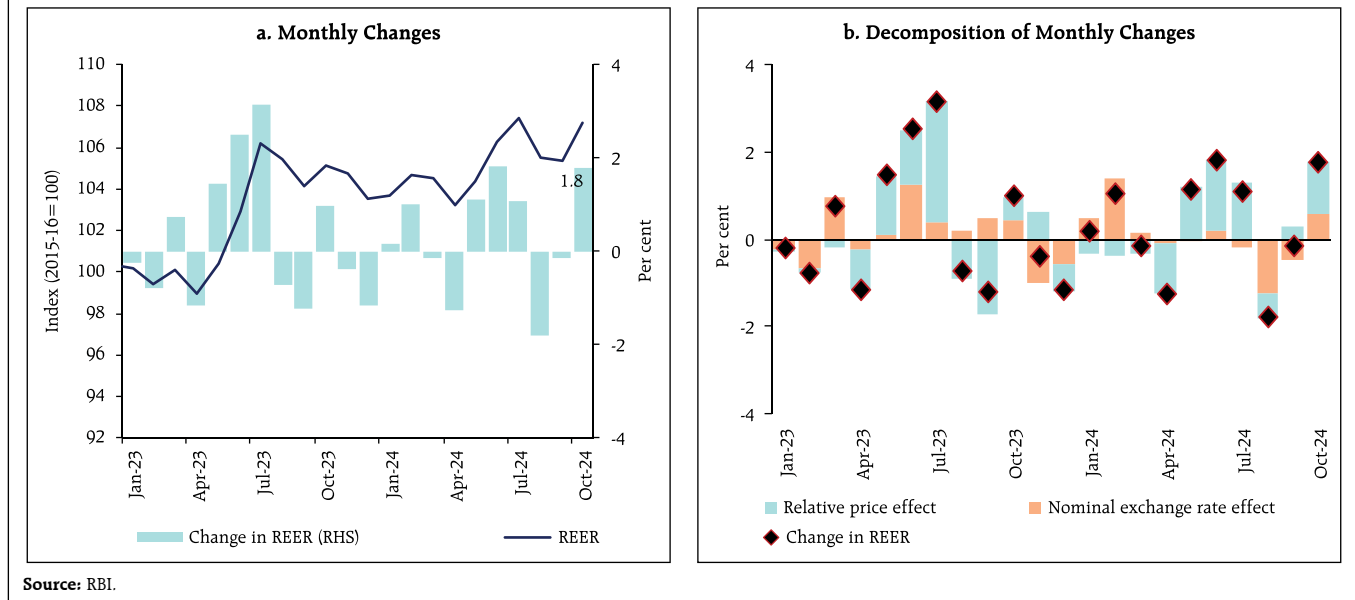 a. Monthly Changes
Index (2015-16=100)
110
108
106
104
102
100
98
96
94
92
4
2
0
-2
-4
Per cent
1.8
Jan-23
Apr-23
Jul-23
Oct-23
Jan-24
Apr-24
Jul-24
Oct-24
Change in REER (RHS)
REER
b. Decomposition of Monthly Changes
Per cent
4
2
0
-2
-4
Jan-23
Apr-23
Jul-23
Oct-23
Jan-24
Apr-24
Jul-24
Oct-24
Relative price effect
Nominal exchange rate effect
Change in REER
Source: RBI.